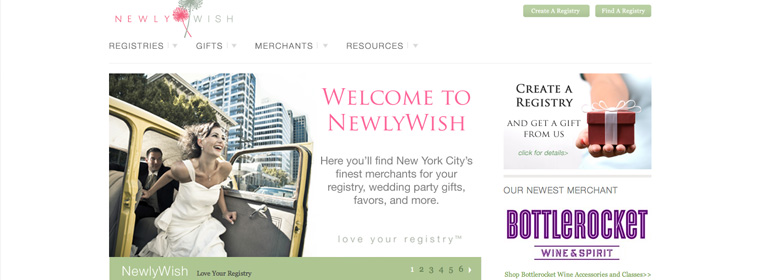 NEWLY WISH
Create A Registry
Find A Registry
REGISTRIES
GIFTS
MERCHANTS
RESOURCES
WELCOME TO
NEWLYWISH
Here you'll find New York City's
finest merchants for your
registry, wedding party gifts,
favors, and more.
love your registry™
NewlyWish
Love Your Registry
1 2 3 4 5 6
CREATE A
REGISTRY
AND GET A GIFT
FROM US
click for details>
OUR NEWEST MERCHANT
BOTTLEROCKET
WINE & SPIRIT
Shop Bottlerocket Wine Accessories and Classes>>